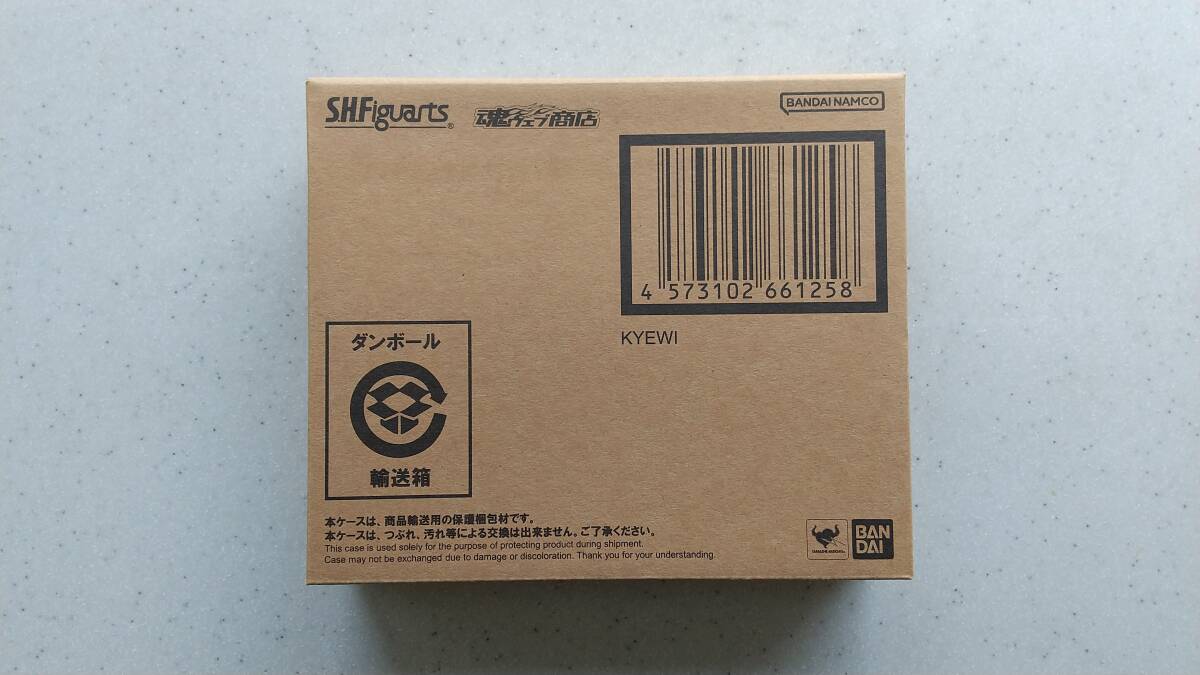 S.H.Figuarts®
魂ウェブ商店
BANDAI NAMCO
4 573102 661258
KYEWI
ダンボール
輸送箱
本ケースは、商品輸送用の保護梱包材です。
本ケースは、つぶれ、汚れ等による交換は出来ません。ご了承ください。
This case is used solely for the purpose of protecting product during shipment.
Case may not be exchanged due to damage or discoloration. Thank you for your understanding.
BAN
DAI